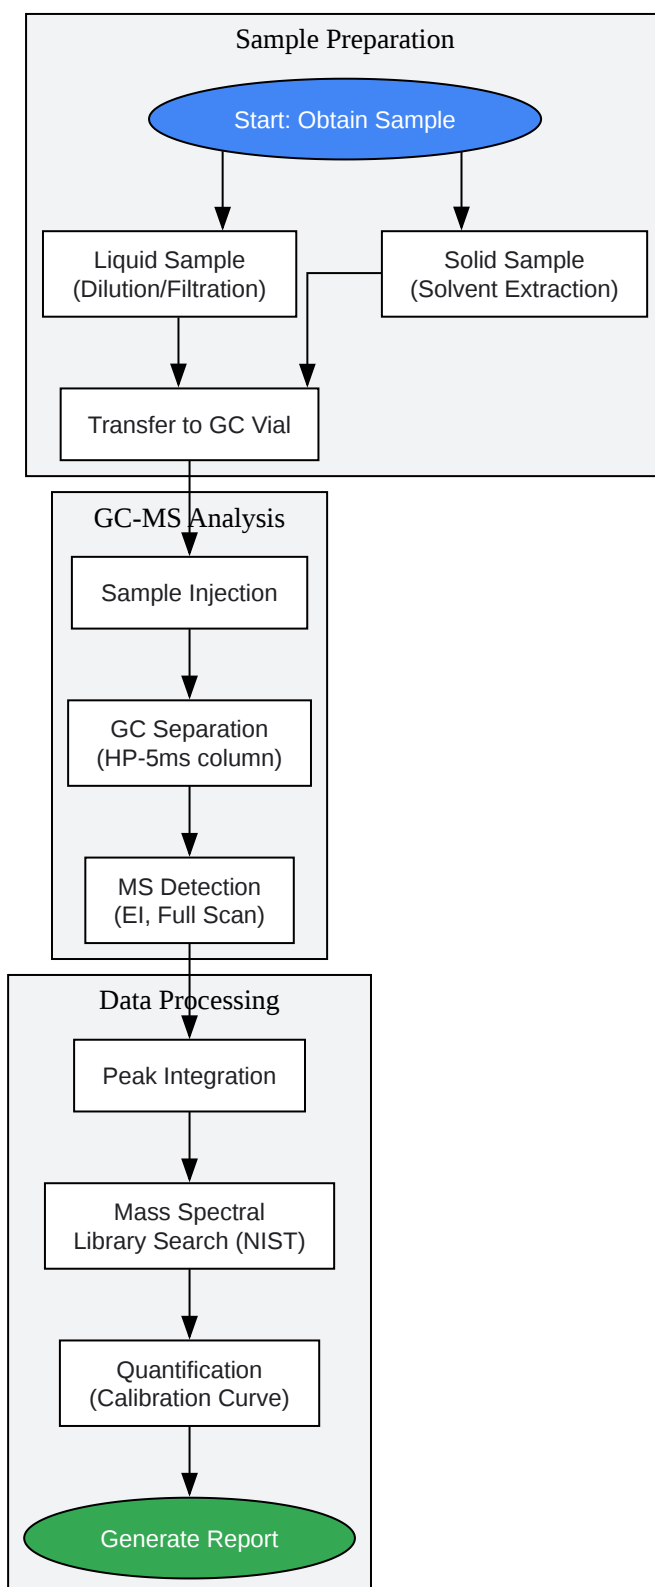 Sample Preparation
Start: Obtain Sample
Liquid Sample
(Dilution/Filtration)
Solid Sample
(Solvent Extraction)
Transfer to GC Vial
GC-MS Analysis
Sample Injection
GC Separation
(HP-5ms column)
MS Detection
(EI, Full Scan)
Data Processing
Peak Integration
Mass Spectral
Library Search (NIST)
Quantification
(Calibration Curve)
Generate Report